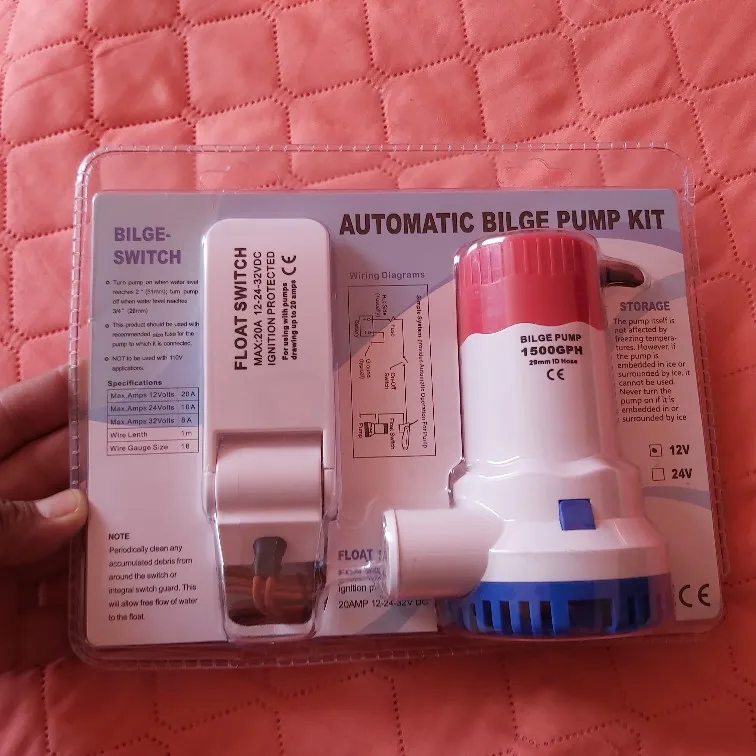 AUTOMATIC BILGE PUMP KIT
BILGE-
SWITCH
Turn pump on when water level
reaches 2" (51mm); turn pump
off when water level reaches
3/4" (20mm)
This product should be used with
recommended size fuse for the
pump to which it is connected.
NOT to be used with 110V
applications.
Specifications
Max. Amps 12Volts 20A
Max. Amps 24Volts
Max. Amps 32Volts
Wire Lenth 1m
Wire Gauge Size
NOTE
Periodically clean any
accumulated debris from
around the switch or
integral switch guard. This
will allow free flow of water
to the float.
FLOAT SWITCH
MAX:20A 12-24-32VDC
IGNITION PROTECTED
For using with pumps
drawing up to 20 amps CE
Wiring Diagrams
Fuse
Ground
Switch
Float Switch
Pump
FLOAT
ignition
20AMP 12-24-32V DC
BILGE PUMP
1500GPH
29mm ID Hose
CE
STORAGE
The pump itself is
not affected by
freezing tempera-
tures. However, if
the pump is
embedded in ice or
surrounded by ice, it
cannot be used.
Never turn the
pump on if it is
embedded in or
surrounded by ice
12V
24V
CE